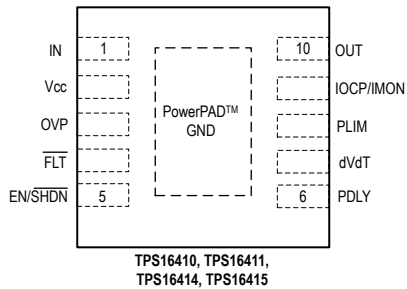 IN 1 10 OUT
Vcc IOCP/IMON
PowerPAD™
GND
OVP PLIM
FLT dVdT
EN/SHDN 5 6 PDLY
TPS16410, TPS16411,
TPS16414, TPS16415